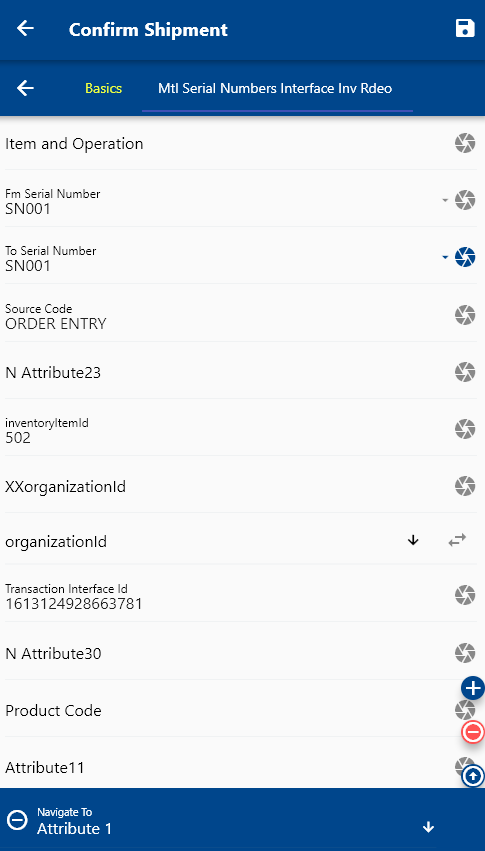 Confirm Shipment
Basics
Mtl Serial Numbers Interface Inv Rdeo
Item and Operation
Fm Serial Number
SN001
To Serial Number
SN001
Source Code
ORDER ENTRY
N Attribute23
inventoryItemId
502
XXorganizationId
organizationId
Transaction Interface Id
1613124928663781
N Attribute30
Product Code
Attribute11
Navigate To
Attribute 1